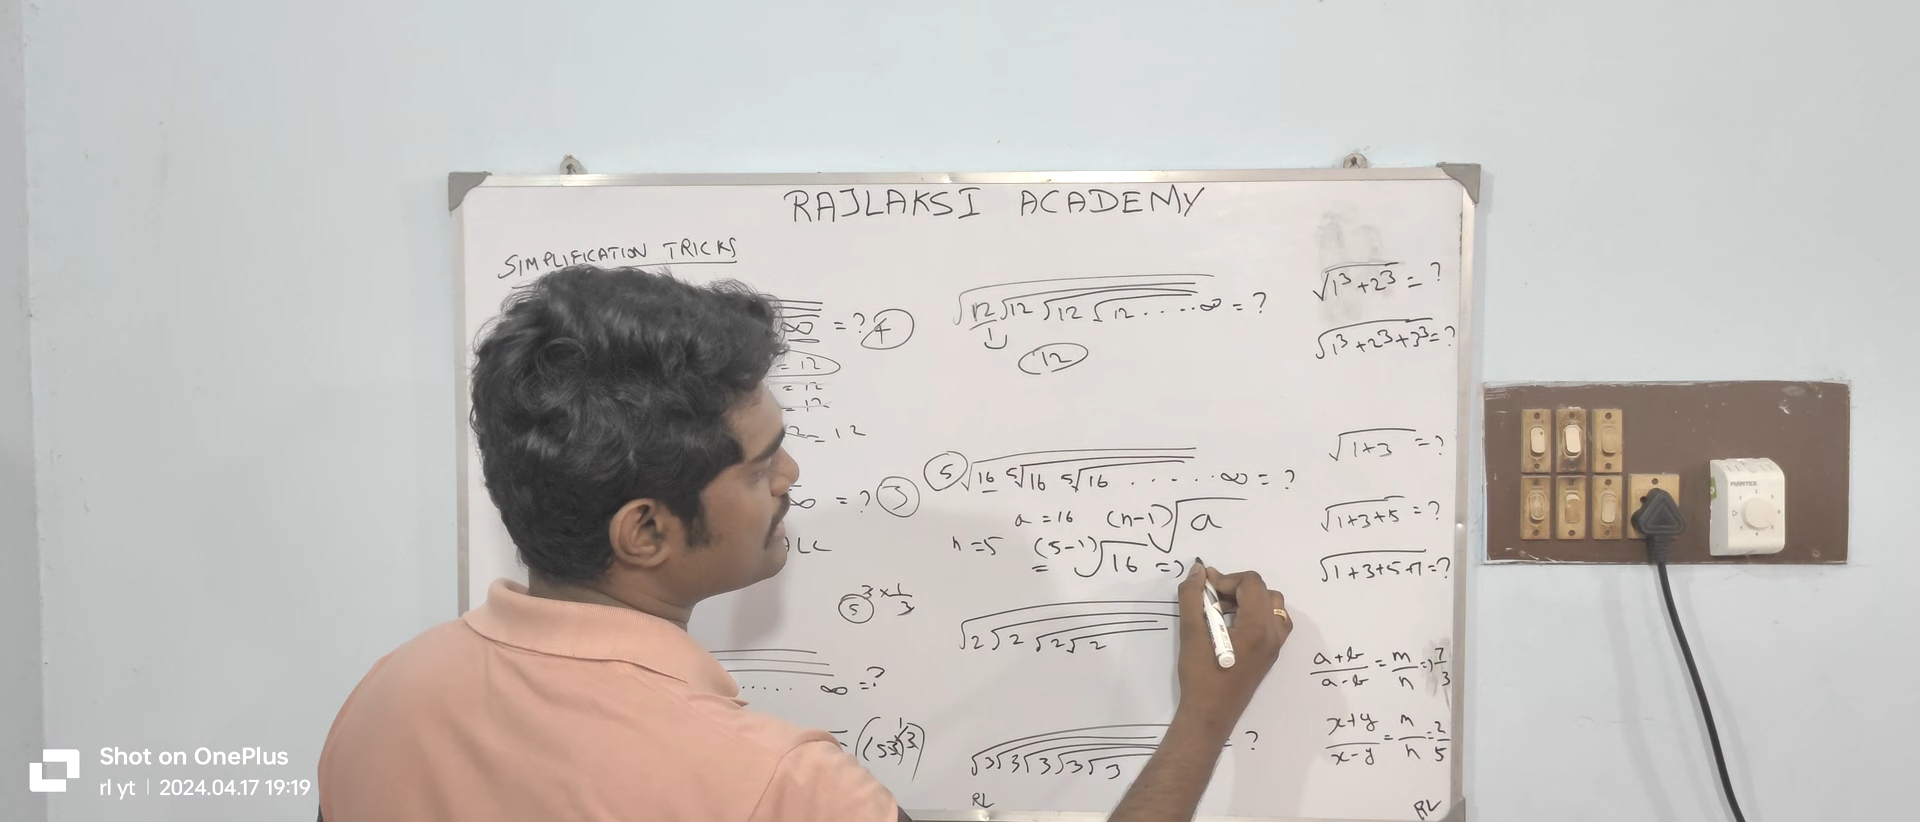 RAJLAKSI ACADEMY
SIMPLIFICATION TRICKS
∞ = ? 4
= 12
= 12
= 12
2 = 12
∞ = ? 3
5 3 × 1/3
..... ∞ = ?
√12√12√12√12.....∞ = ?
12
5√16 5√16 5√16 ......∞ = ?
a = 16 (n-1)√a
n = 5 (5-1)
= √16 =>
√2√2√2√2
√3√3√3√3√3 ?
RL
√1³+2³ = ?
√1³+2³+3³ = ?
√1+3 = ?
√1+3+5 = ?
√1+3+5+7 = ?
a+b/a-b = m/n => 7/3
x+y/x-y = m/n = 2/5
RL
Shot on OnePlus
rl yt | 2024.04.17 19:19